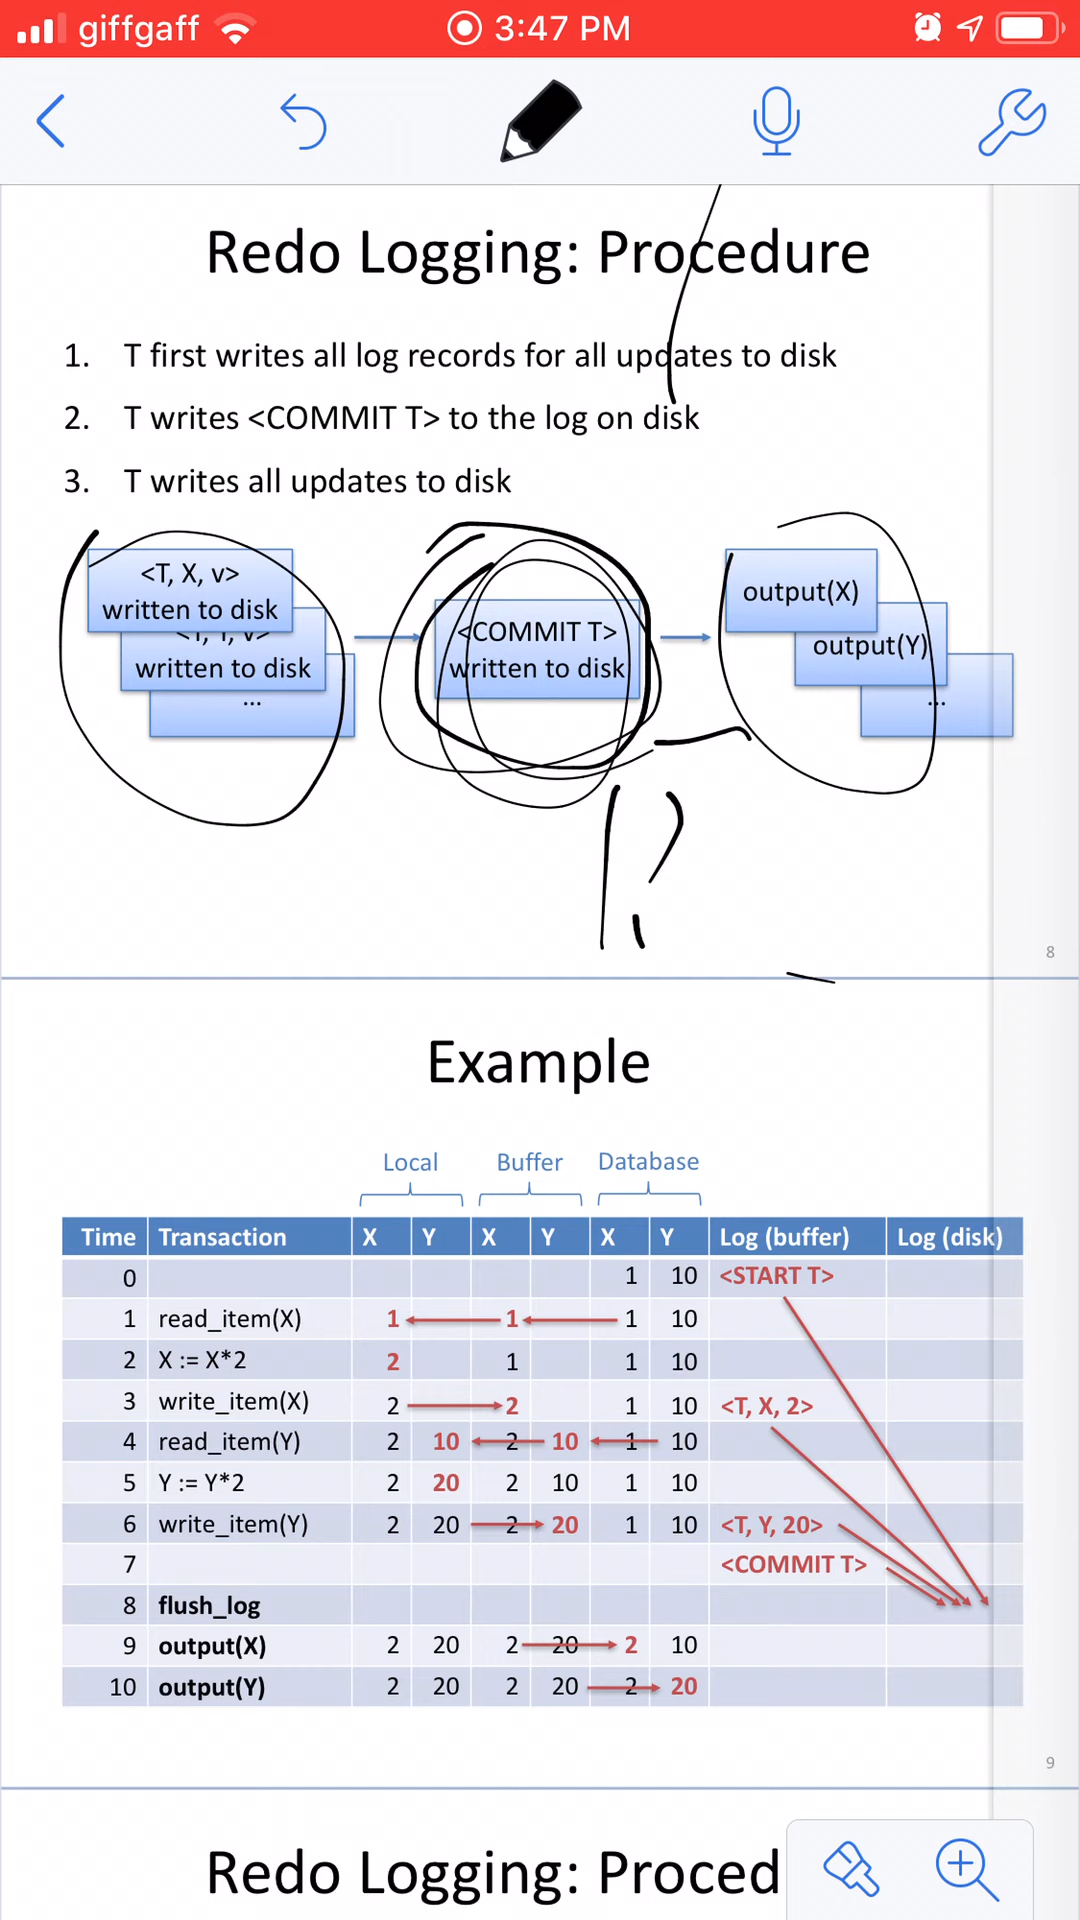 giffgaff 3:47 PM
Redo Logging: Procedure
1. T first writes all log records for all updates to disk
2. T writes <COMMIT T> to the log on disk
3. T writes all updates to disk
<T, X, v>
written to disk
written to disk
...
<COMMIT T>
written to disk
output(X)
output(Y)
...
8
Example
Local Buffer Database
Time Transaction X Y X Y X Y Log (buffer) Log (disk)
0 1 10 <START T>
1 read_item(X) 1 1 1 10
2 X := X*2 2 1 1 10
3 write_item(X) 2 2 1 10 <T, X, 2>
4 read_item(Y) 2 10 2 10 1 10
5 Y := Y*2 2 20 2 10 1 10
6 write_item(Y) 2 20 2 20 1 10 <T, Y, 20>
7 <COMMIT T>
8 flush_log
9 output(X) 2 20 2 20 2 10
10 output(Y) 2 20 2 20 2 20
9
Redo Logging: Proced